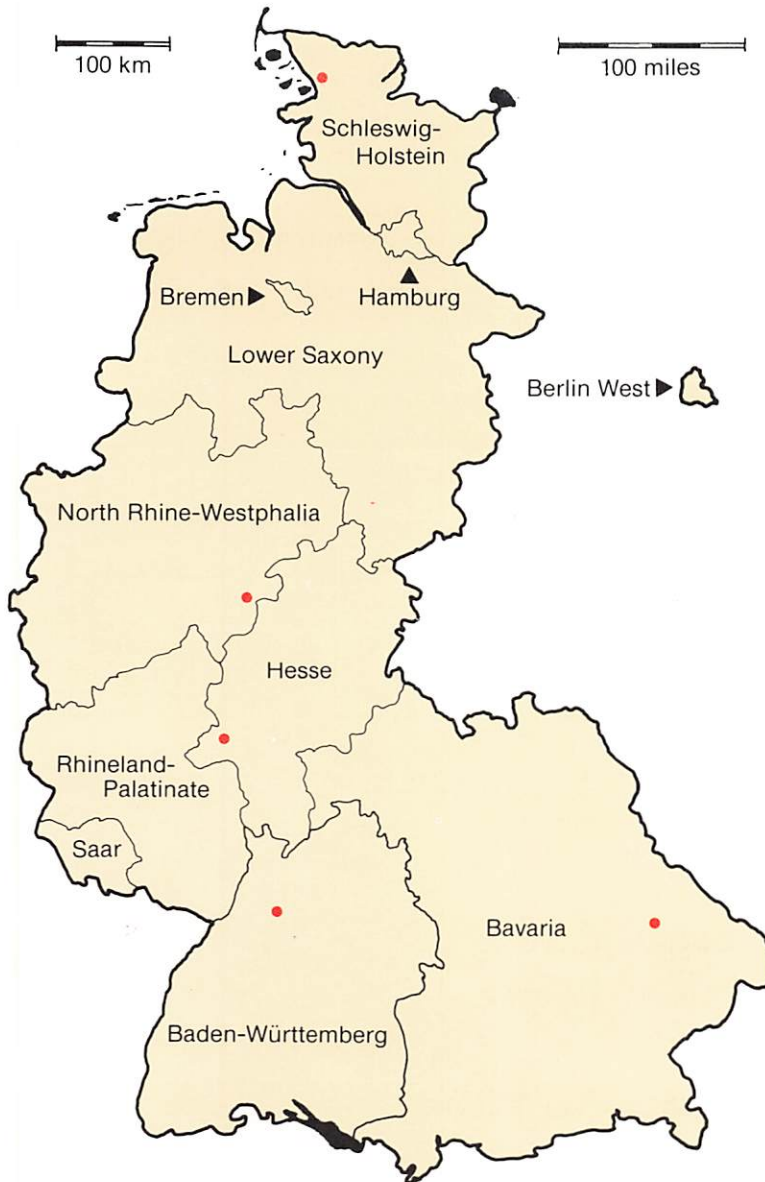 100 km
100 miles
Schleswig-
Holstein
Bremen
Hamburg
Lower Saxony
Berlin West
North Rhine-Westphalia
Hesse
Rhineland-
Palatinate
Saar
Bavaria
Baden-Württemberg